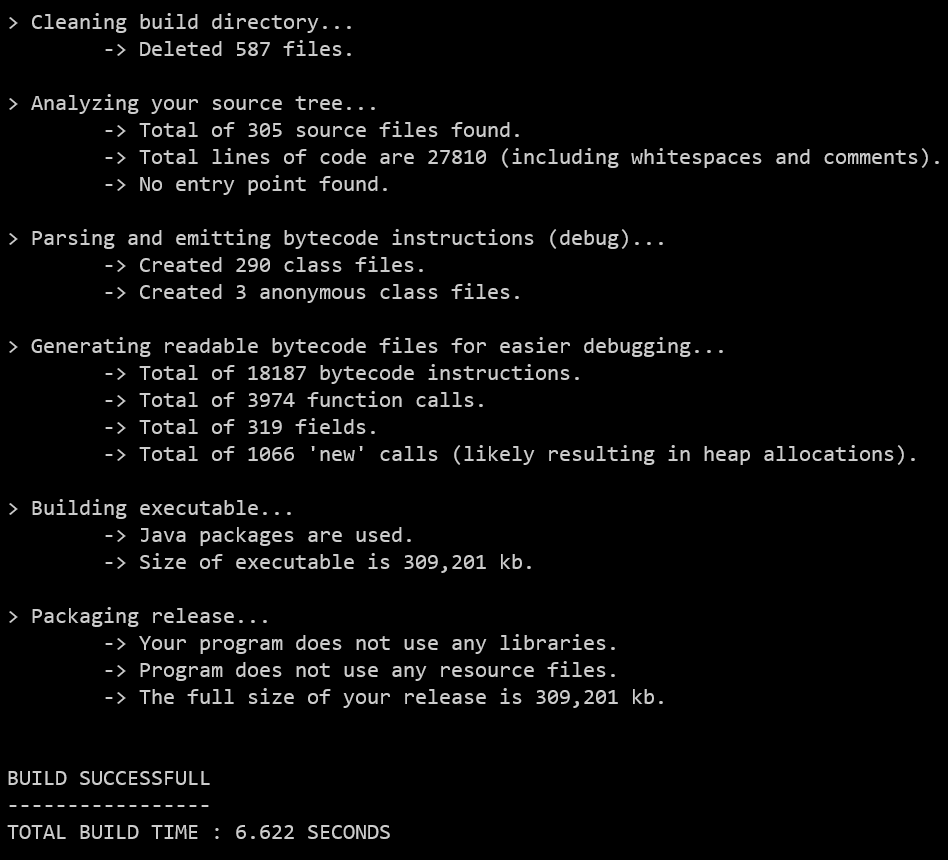 > Cleaning build directory...
-> Deleted 587 files.
> Analyzing your source tree...
-> Total of 305 source files found.
-> Total lines of code are 27810 (including whitespaces and comments).
-> No entry point found.
> Parsing and emitting bytecode instructions (debug)...
-> Created 290 class files.
-> Created 3 anonymous class files.
> Generating readable bytecode files for easier debugging...
-> Total of 18187 bytecode instructions.
-> Total of 3974 function calls.
-> Total of 319 fields.
-> Total of 1066 'new' calls (likely resulting in heap allocations).
> Building executable...
-> Java packages are used.
-> Size of executable is 309,201 kb.
> Packaging release...
-> Your program does not use any libraries.
-> Program does not use any resource files.
-> The full size of your release is 309,201 kb.
BUILD SUCCESSFULL
-----------------
TOTAL BUILD TIME : 6.622 SECONDS